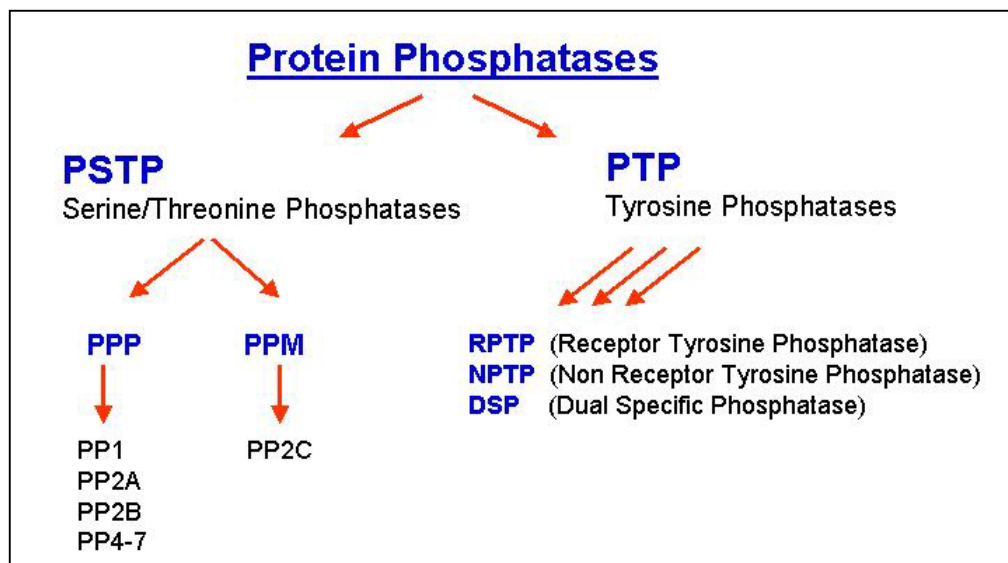 Protein Phosphatases
PSTP
Serine/Threonine Phosphatases
PTP
Tyrosine Phosphatases
PPP
PPM
PP1
PP2A
PP2B
PP4-7
PP2C
RPTP (Receptor Tyrosine Phosphatase)
NPTP (Non Receptor Tyrosine Phosphatase)
DSP (Dual Specific Phosphatase)